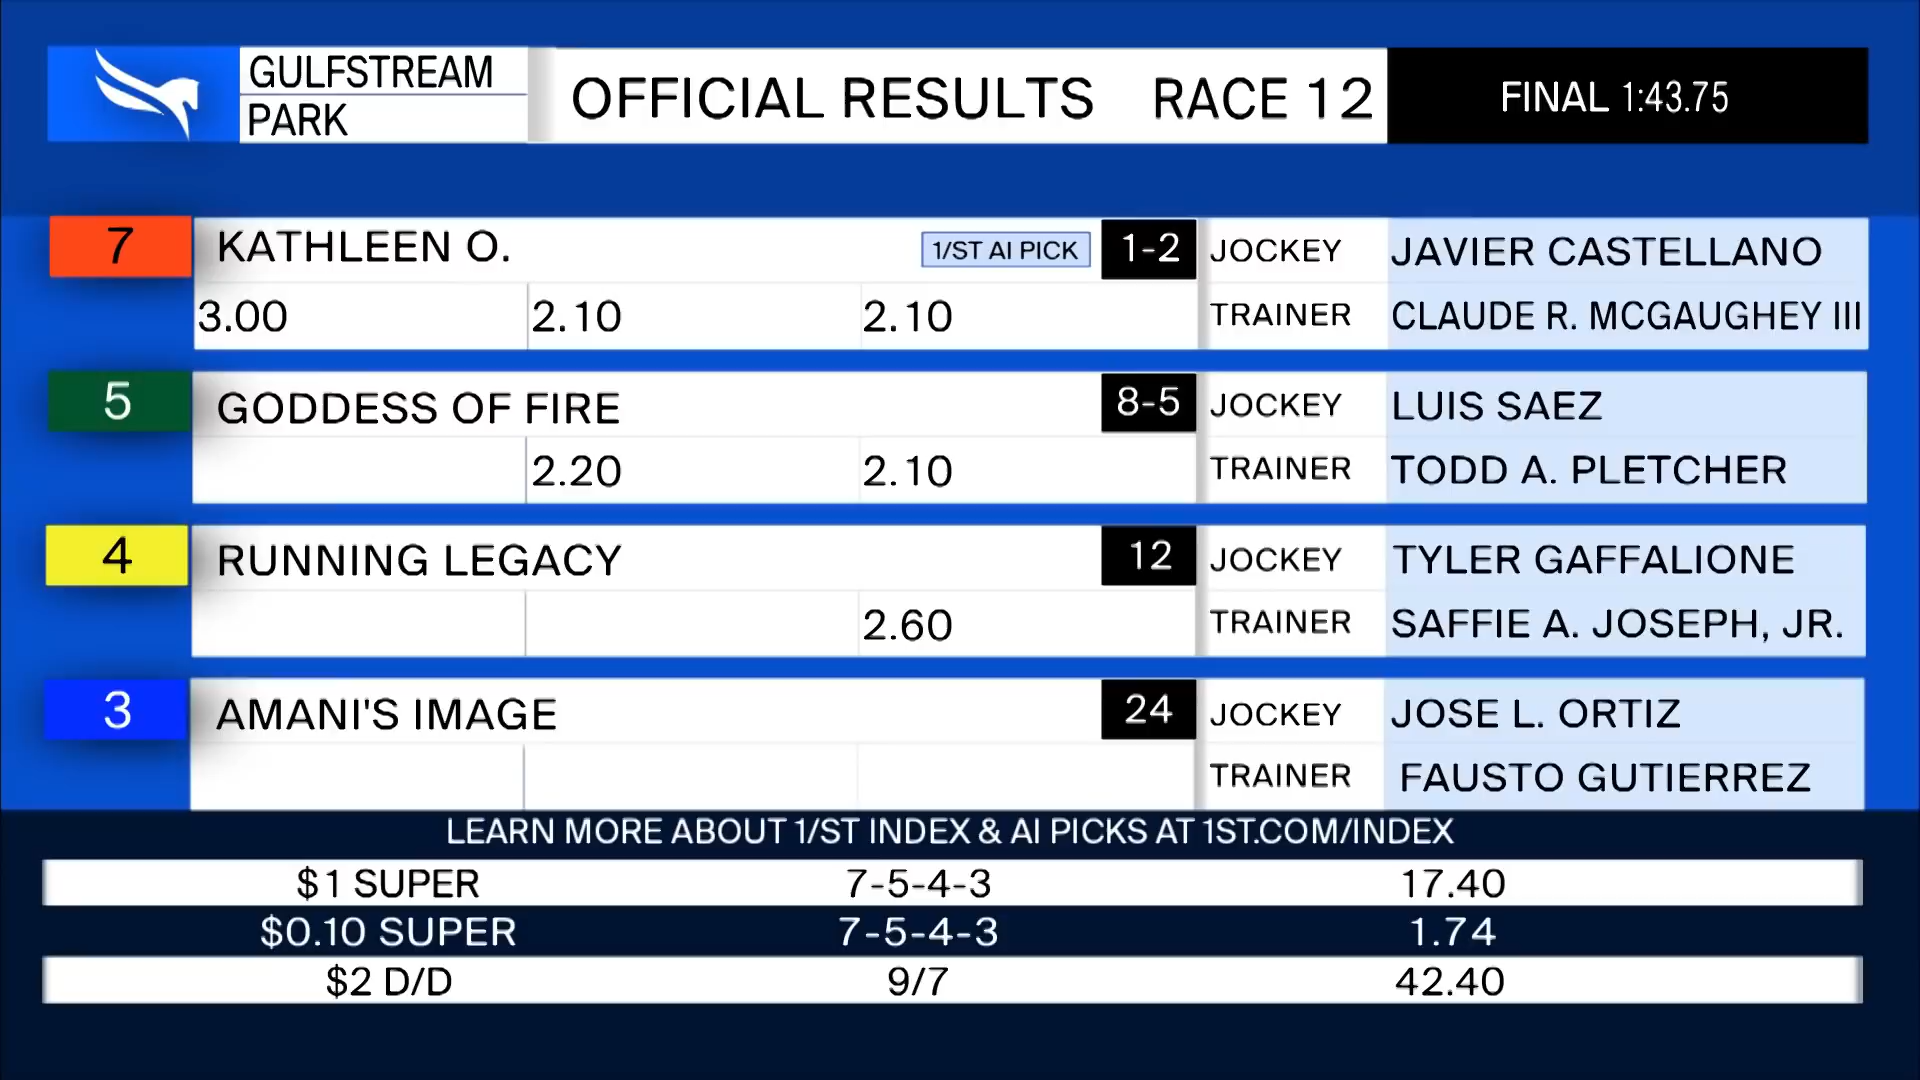 GULFSTREAM
PARK
OFFICIAL RESULTS RACE 12
FINAL 1:43.75
7 KATHLEEN O. 1/ST AI PICK 1-2 JOCKEY JAVIER CASTELLANO
3.00 2.10 2.10 TRAINER CLAUDE R. MCGAUGHEY III
5 GODDESS OF FIRE 8-5 JOCKEY LUIS SAEZ
2.20 2.10 TRAINER TODD A. PLETCHER
4 RUNNING LEGACY 12 JOCKEY TYLER GAFFALIONE
2.60 TRAINER SAFFIE A. JOSEPH, JR.
3 AMANI'S IMAGE 24 JOCKEY JOSE L. ORTIZ
TRAINER FAUSTO GUTIERREZ
LEARN MORE ABOUT 1/ST INDEX & AI PICKS AT 1ST.COM/INDEX
$1 SUPER 7-5-4-3 17.40
$0.10 SUPER 7-5-4-3 1.74
$2 D/D 9/7 42.40